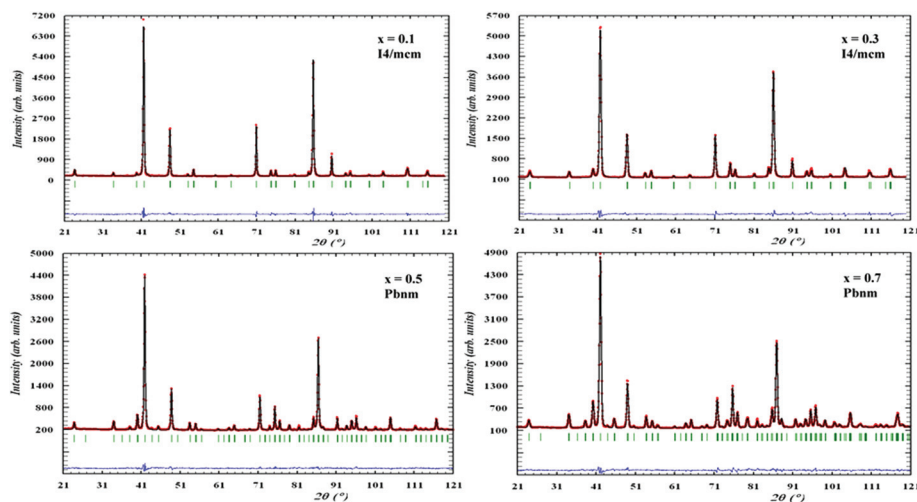 7200
6300
5400
4500
3600
2700
1800
900
0
Intensity (arb. units)
x = 0.1
I4/mcm
21 31 41 51 61 71 81 91 101 111 121
2θ (°)
5700
5000
4300
3600
2900
2200
1500
800
100
Intensity (arb. units)
x = 0.3
I4/mcm
21 31 41 51 61 71 81 91 101 111 121
2θ (°)
5000
4400
3800
3200
2600
2000
1400
800
200
Intensity (arb. units)
x = 0.5
Pbnm
21 31 41 51 61 71 81 91 101 111 121
2θ (°)
4900
4300
3700
3100
2500
1900
1300
700
100
Intensity (arb. units)
x = 0.7
Pbnm
21 31 41 51 61 71 81 91 101 111 121
2θ (°)